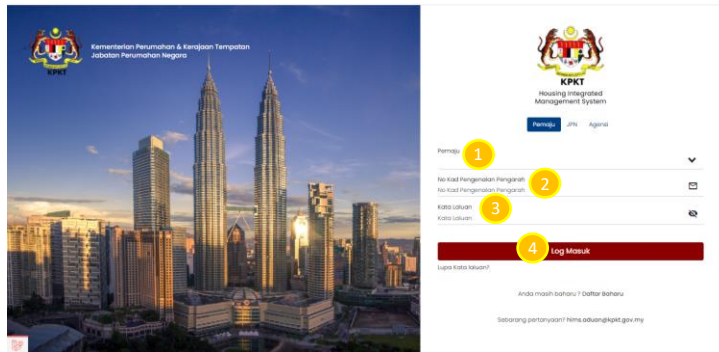 Kementerian Perumahan & Kerajaan Tempatan
Jabatan Perumahan Negara
KPKT
KPKT
Housing Integrated
Management System
Pemaju JPN Agensi
Pemaju 1
No Kad Pengenalan Pengarah 2
No Kad Pengenalan Pengarah
Kata Laluan 3
Kata Laluan
4 Log Masuk
Lupa Kata laluan?
Anda masih baharu ? Daftar Baharu
Sebarang pertanyaan? hims.aduan@kpkt.gov.my